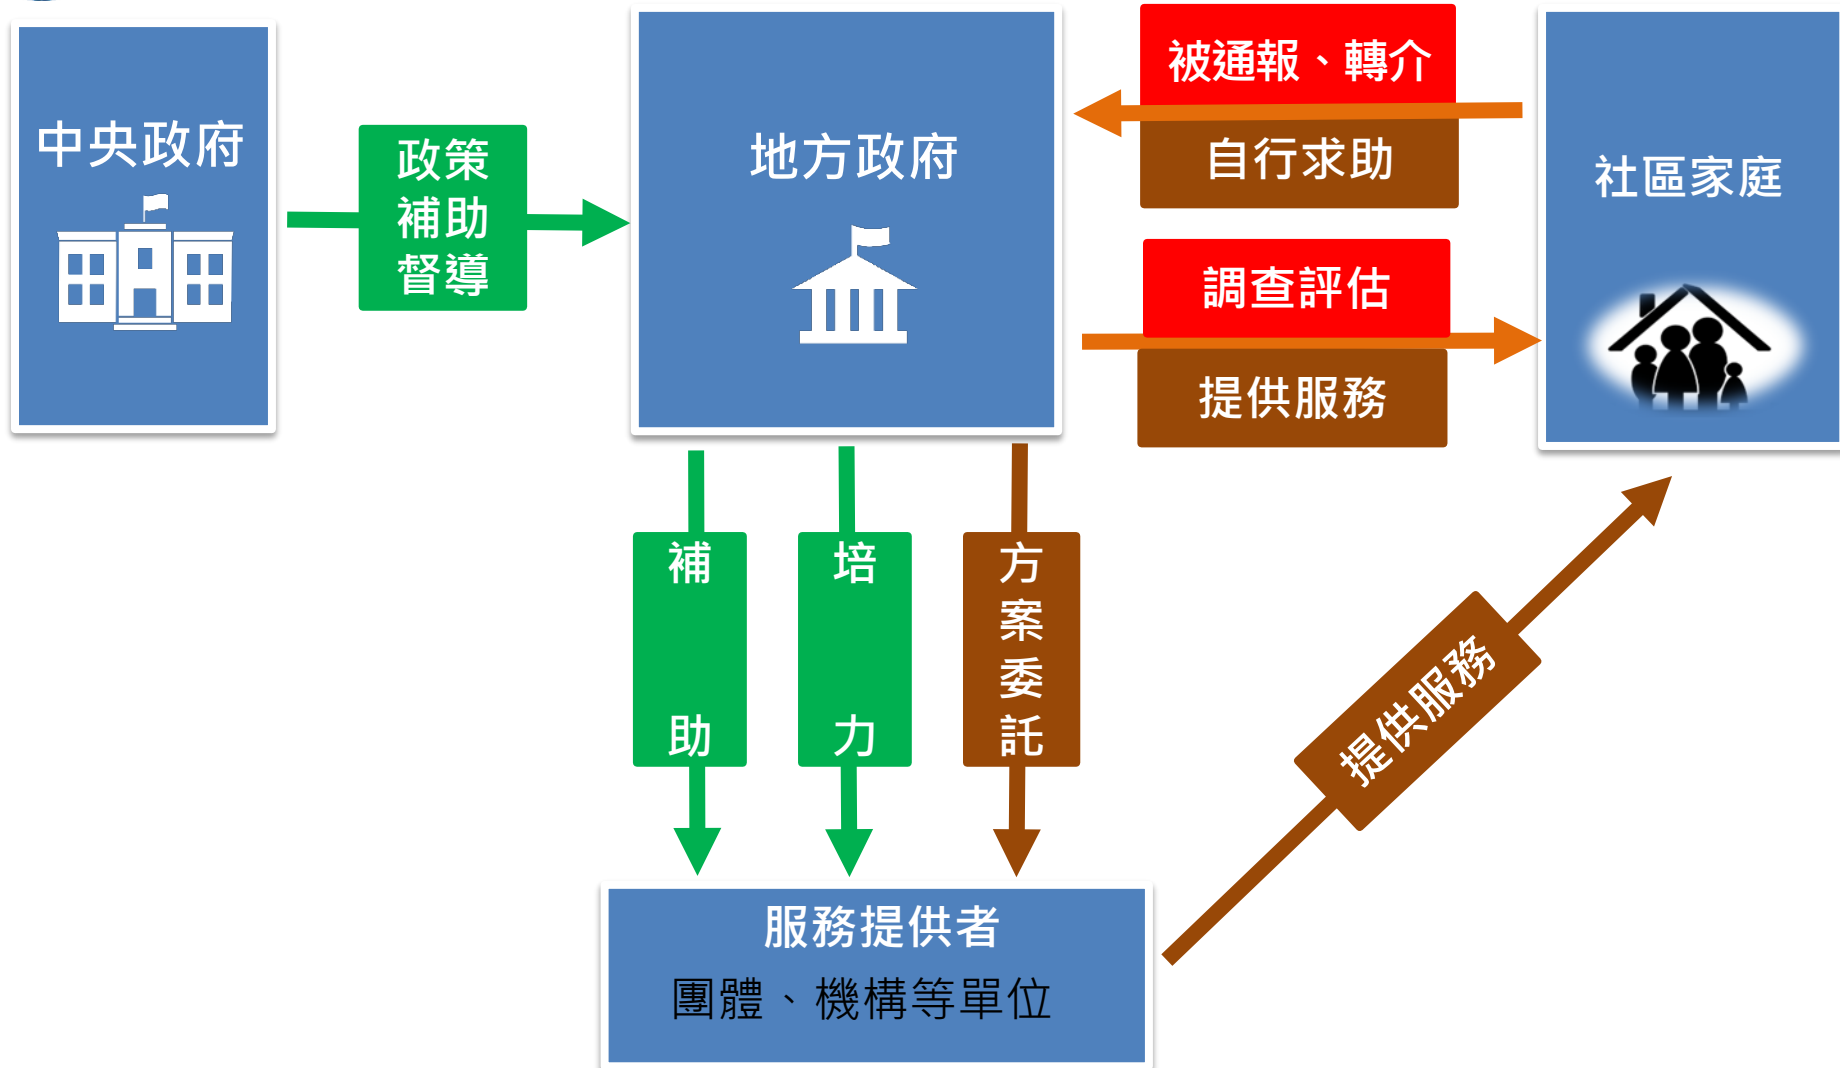 中央政府
政策
補助
督導
地方政府
被通報、轉介
自行求助
調查評估
提供服務
社區家庭
補
助
培
力
方
案
委
託
提供服務
服務提供者
團體、機構等單位